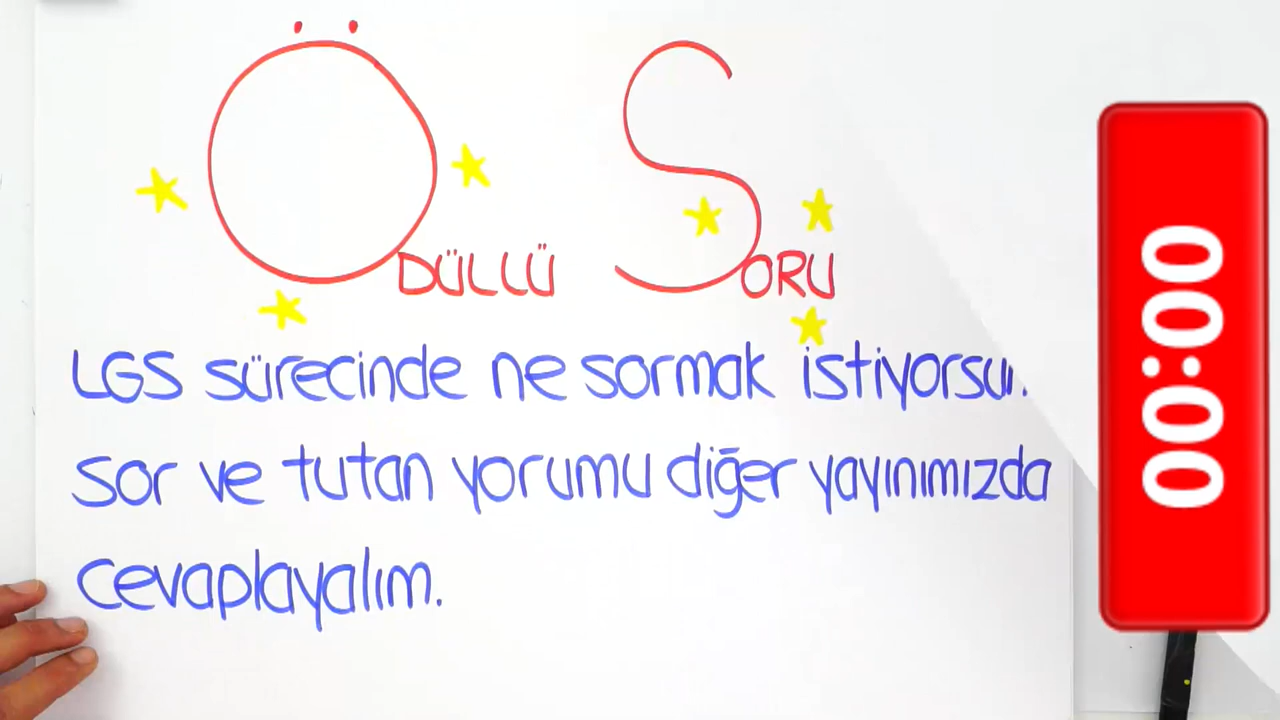 ÖDÜLLÜ SORU
LGS sürecinde ne sormak istiyorsun
sor ve tutan yorumu diğer yayınımızda
cevaplayalım.
00:00